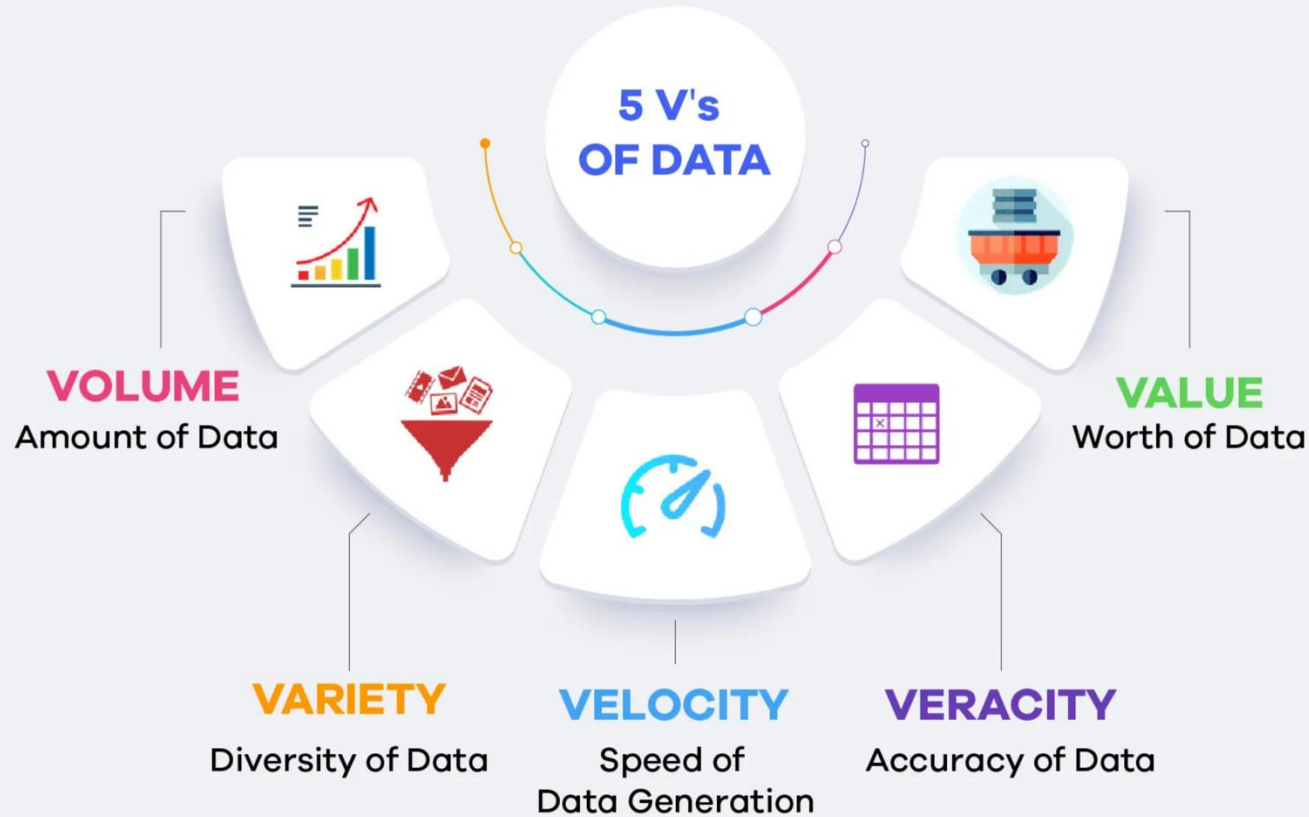 5 V's
OF DATA
VOLUME
Amount of Data
VARIETY
Diversity of Data
VELOCITY
Speed of
Data Generation
VERACITY
Accuracy of Data
VALUE
Worth of Data